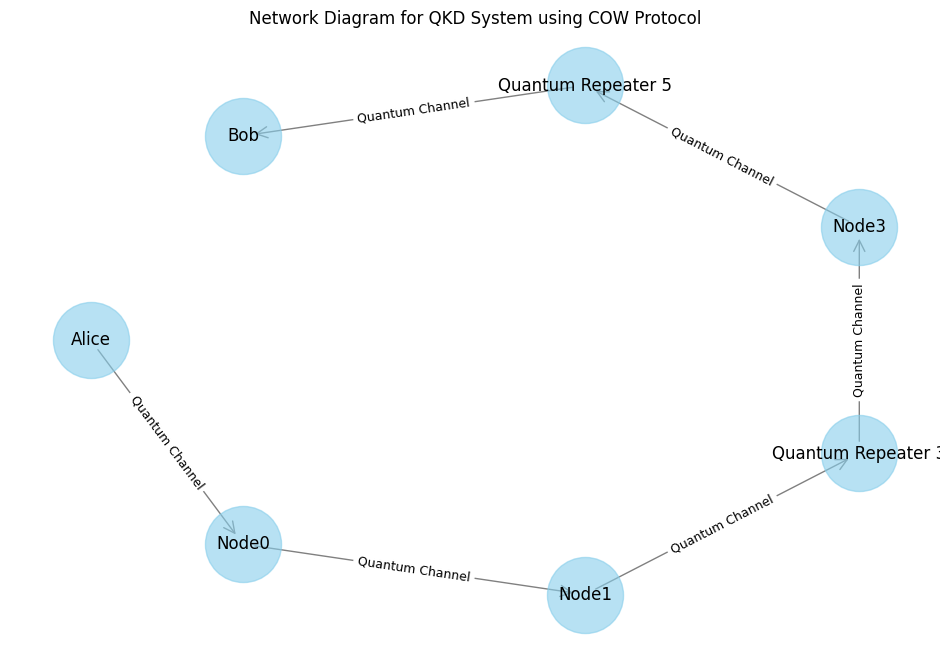 Network Diagram for QKD System using COW Protocol
Quantum Repeater 5
Quantum Channel
Bob
Quantum Channel
Node3
Quantum Channel
Alice
Quantum Channel
Quantum Repeater 3
Quantum Channel
Node0
Quantum Channel
Node1